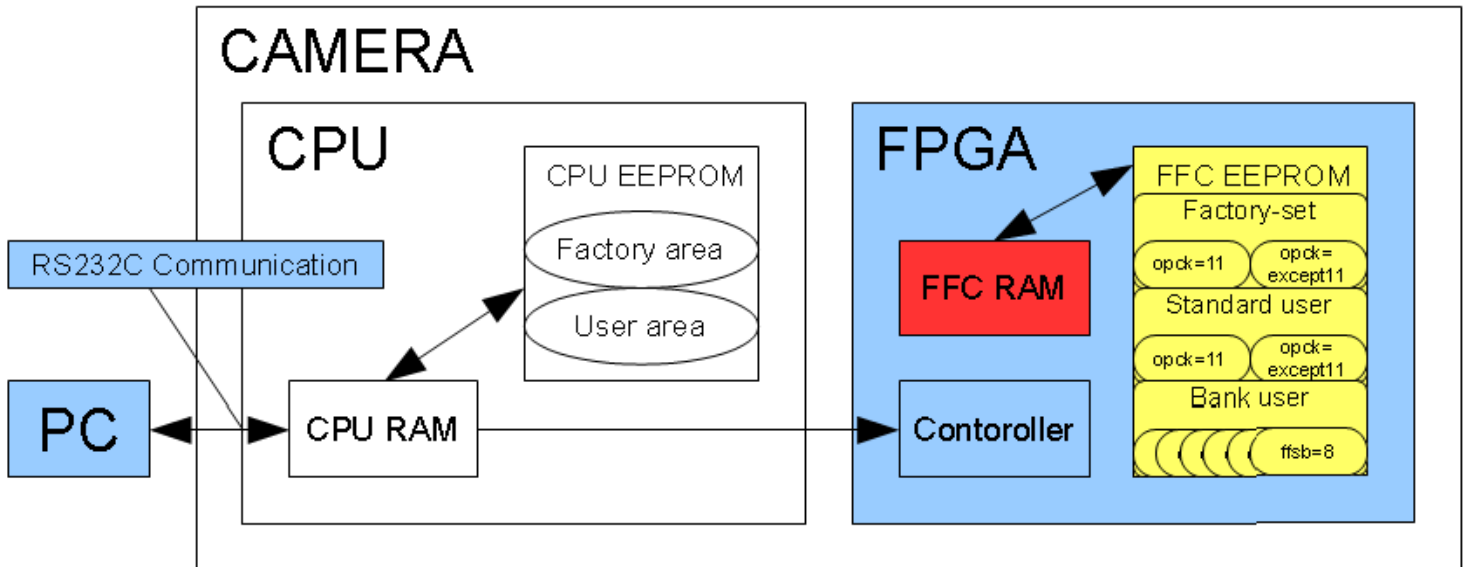 CAMERA
CPU
CPU EEPROM
Factory area
User area
RS232C Communication
PC
CPU RAM
FPGA
FFC RAM
Contoroller
FFC EEPROM
Factory-set
opck=11
opck=
except11
Standard user
opck=11
opck=
except11
Bank user
ffsb=8